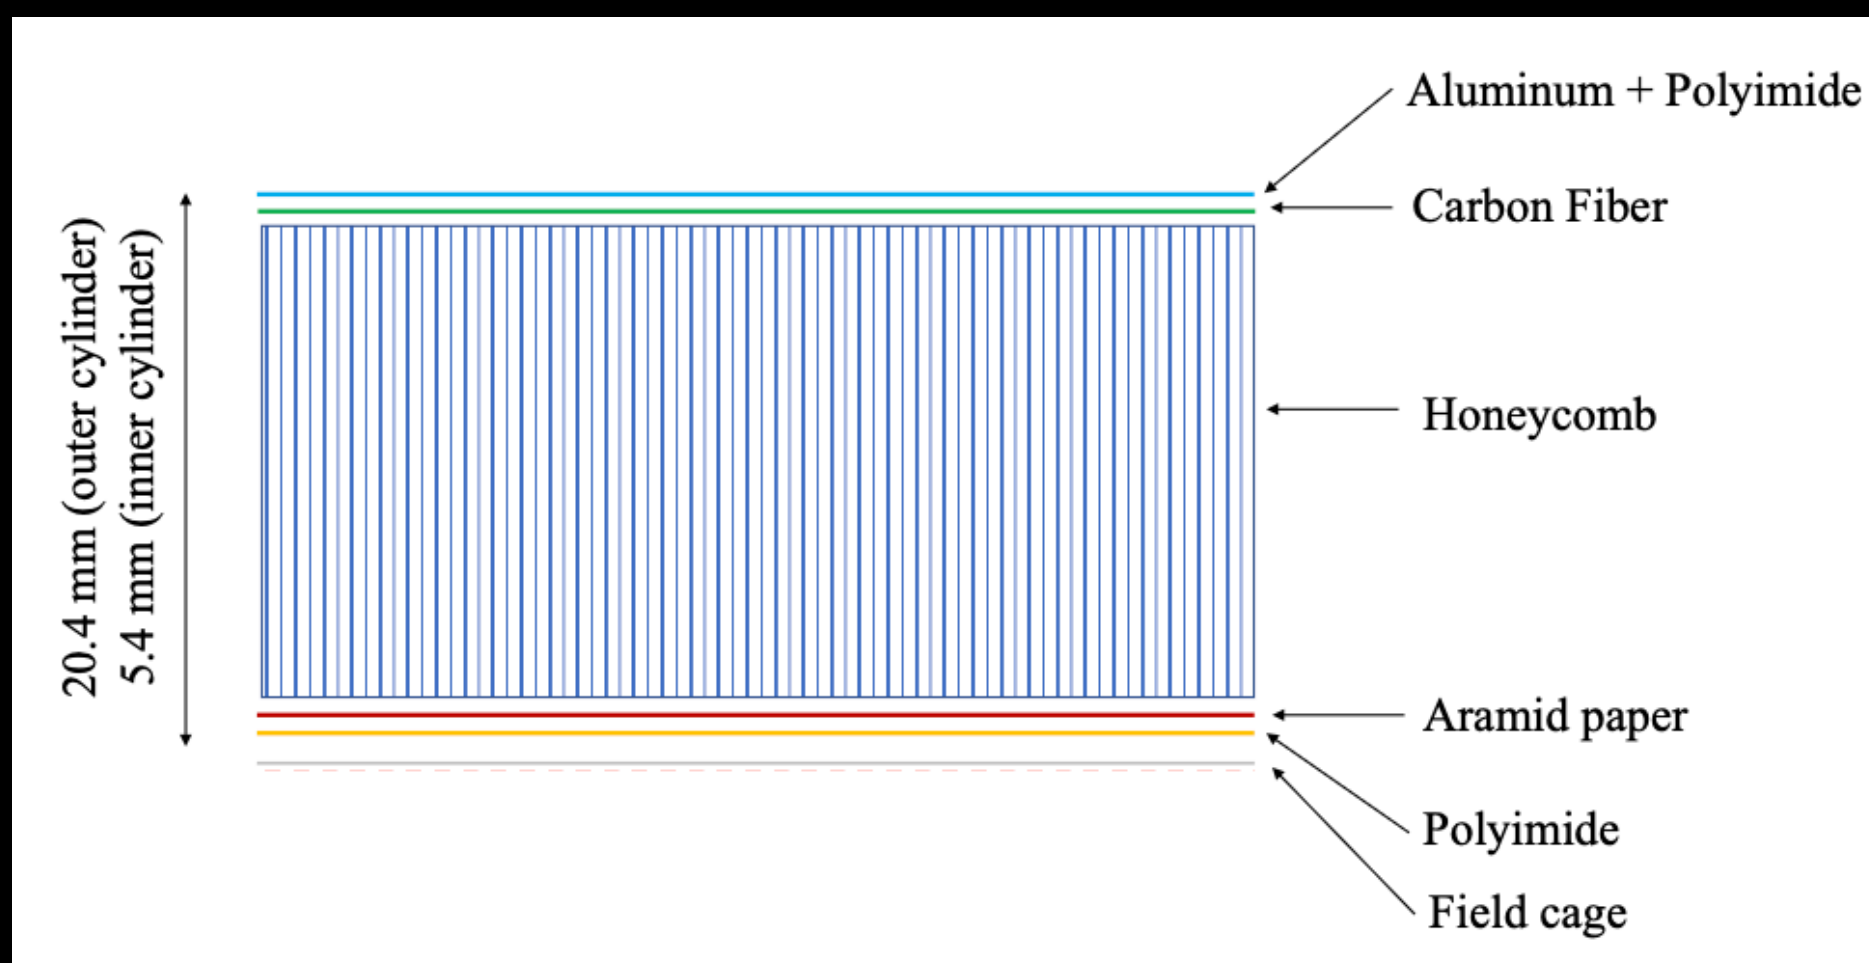 Aluminum + Polyimide
Carbon Fiber
20.4 mm (outer cylinder)
5.4 mm (inner cylinder)
Honeycomb
Aramid paper
Polyimide
Field cage